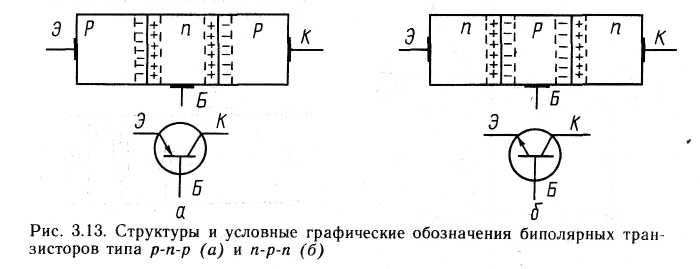 Э p n p К
Б
Э n p n К
Б
Э К
Б
а
Э К
Б
б
Рис. 3.13. Структуры и условные графические обозначения биполярных тран-
зисторов типа p-n-p (а) и n-p-n (б)